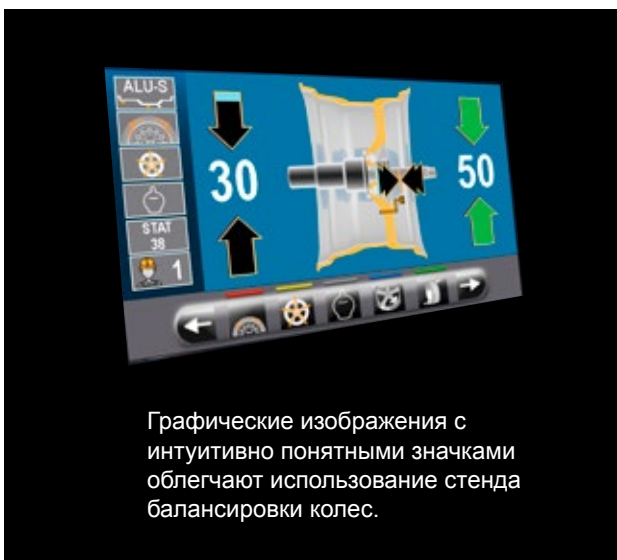 ALU-S
30
50
STAT
38
1
Графические изображения с
интуитивно понятными значками
облегчают использование стенда
балансировки колес.